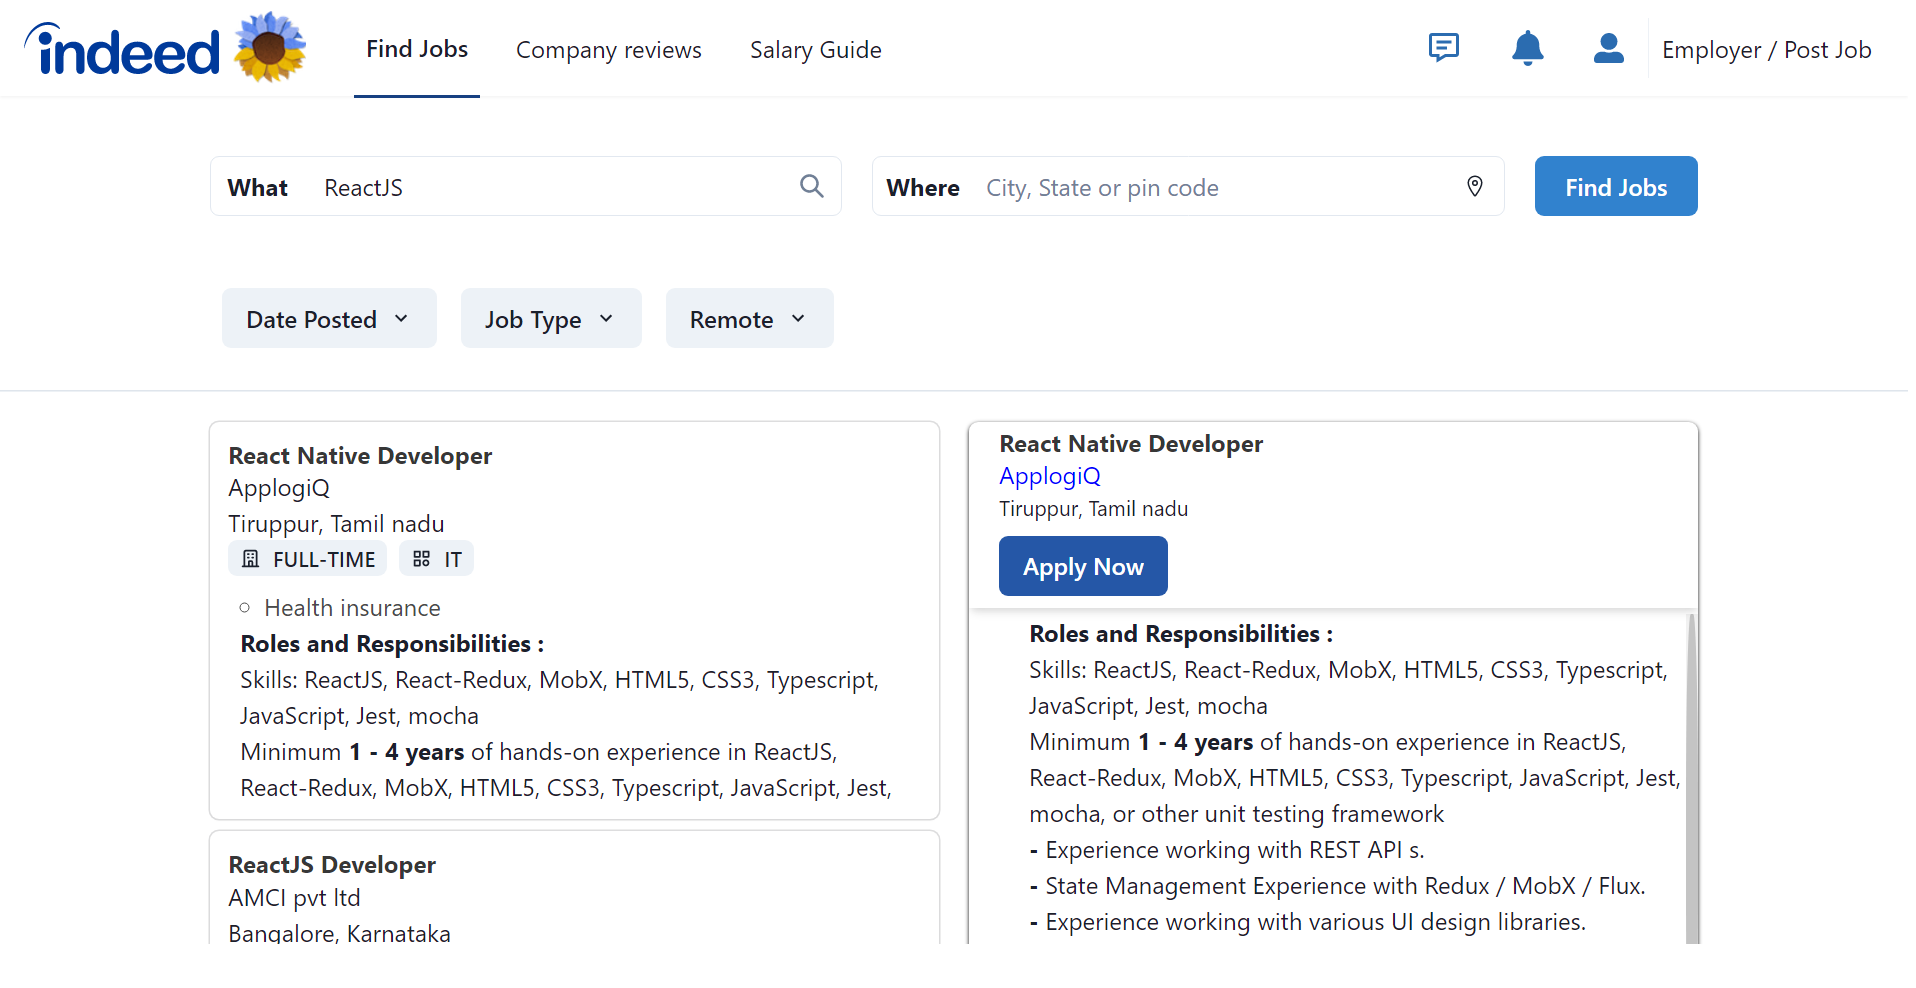 indeed
Find Jobs
Company reviews
Salary Guide
Employer / Post Job
What ReactJS
Where City, State or pin code
Find Jobs
Date Posted
Job Type
Remote
React Native Developer
ApplogiQ
Tiruppur, Tamil nadu
FULL-TIME
IT
Health insurance
Roles and Responsibilities :
Skills: ReactJS, React-Redux, MobX, HTML5, CSS3, Typescript,
JavaScript, Jest, mocha
Minimum 1 - 4 years of hands-on experience in ReactJS,
React-Redux, MobX, HTML5, CSS3, Typescript, JavaScript, Jest,
ReactJS Developer
AMCI pvt ltd
Bangalore, Karnataka
React Native Developer
ApplogiQ
Tiruppur, Tamil nadu
Apply Now
Roles and Responsibilities :
Skills: ReactJS, React-Redux, MobX, HTML5, CSS3, Typescript,
JavaScript, Jest, mocha
Minimum 1 - 4 years of hands-on experience in ReactJS,
React-Redux, MobX, HTML5, CSS3, Typescript, JavaScript, Jest,
mocha, or other unit testing framework
- Experience working with REST API s.
- State Management Experience with Redux / MobX / Flux.
- Experience working with various UI design libraries.